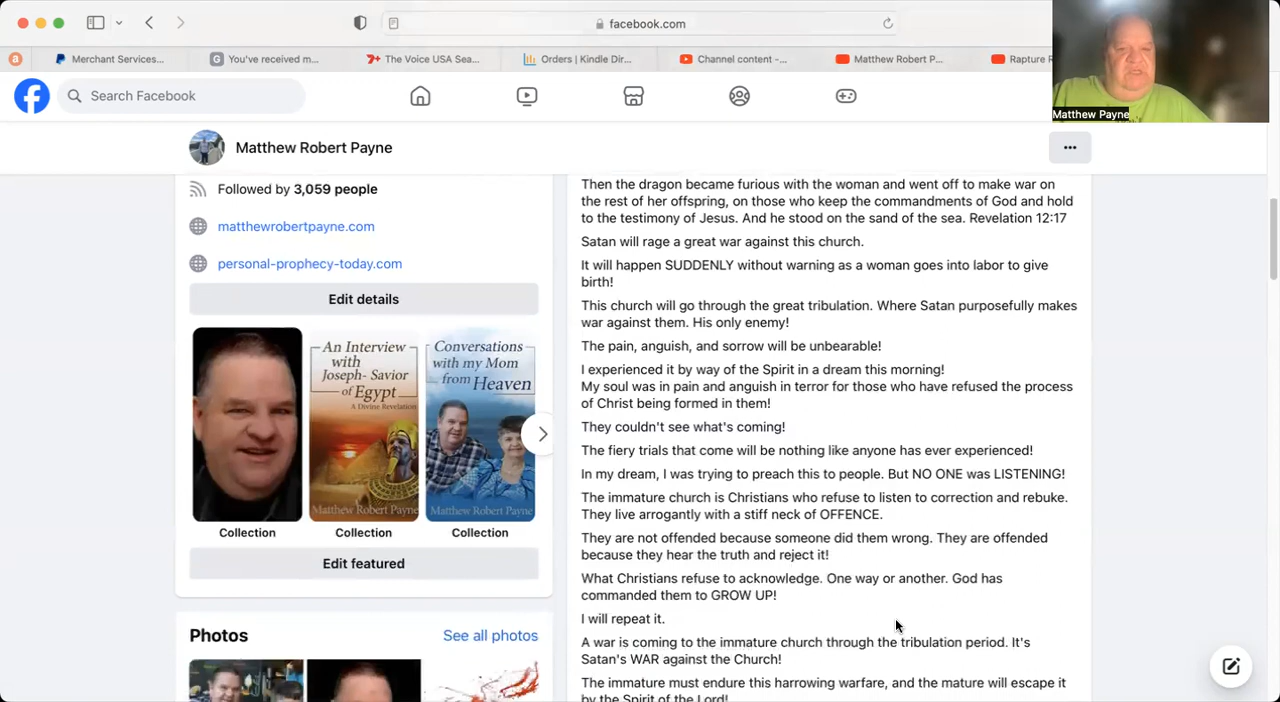 facebook.com
Merchant Services...
You've received m...
The Voice USA Sea...
Orders | Kindle Dir...
Channel content -...
Matthew Robert P...
Rapture R
Matthew Payne
Search Facebook
Matthew Robert Payne
Followed by 3,059 people
matthewrobertpayne.com
personal-prophecy-today.com
Edit details
An Interview
with
Joseph- Savior
of Egypt
A Divine Revelation
Matthew Robert Payne
Conversations
with my Mom
from Heaven
Matthew Robert Payne
Collection
Collection
Collection
Edit featured
Photos
See all photos
Then the dragon became furious with the woman and went off to make war on
the rest of her offspring, on those who keep the commandments of God and hold
to the testimony of Jesus. And he stood on the sand of the sea. Revelation 12:17
Satan will rage a great war against this church.
It will happen SUDDENLY without warning as a woman goes into labor to give
birth!
This church will go through the great tribulation. Where Satan purposefully makes
war against them. His only enemy!
The pain, anguish, and sorrow will be unbearable!
I experienced it by way of the Spirit in a dream this morning!
My soul was in pain and anguish in terror for those who have refused the process
of Christ being formed in them!
They couldn't see what's coming!
The fiery trials that come will be nothing like anyone has ever experienced!
In my dream, I was trying to preach this to people. But NO ONE was LISTENING!
The immature church is Christians who refuse to listen to correction and rebuke.
They live arrogantly with a stiff neck of OFFENCE.
They are not offended because someone did them wrong. They are offended
because they hear the truth and reject it!
What Christians refuse to acknowledge. One way or another. God has
commanded them to GROW UP!
I will repeat it.
A war is coming to the immature church through the tribulation period. It's
Satan's WAR against the Church!
The immature must endure this harrowing warfare, and the mature will escape it
by the Spirit of the Lord!